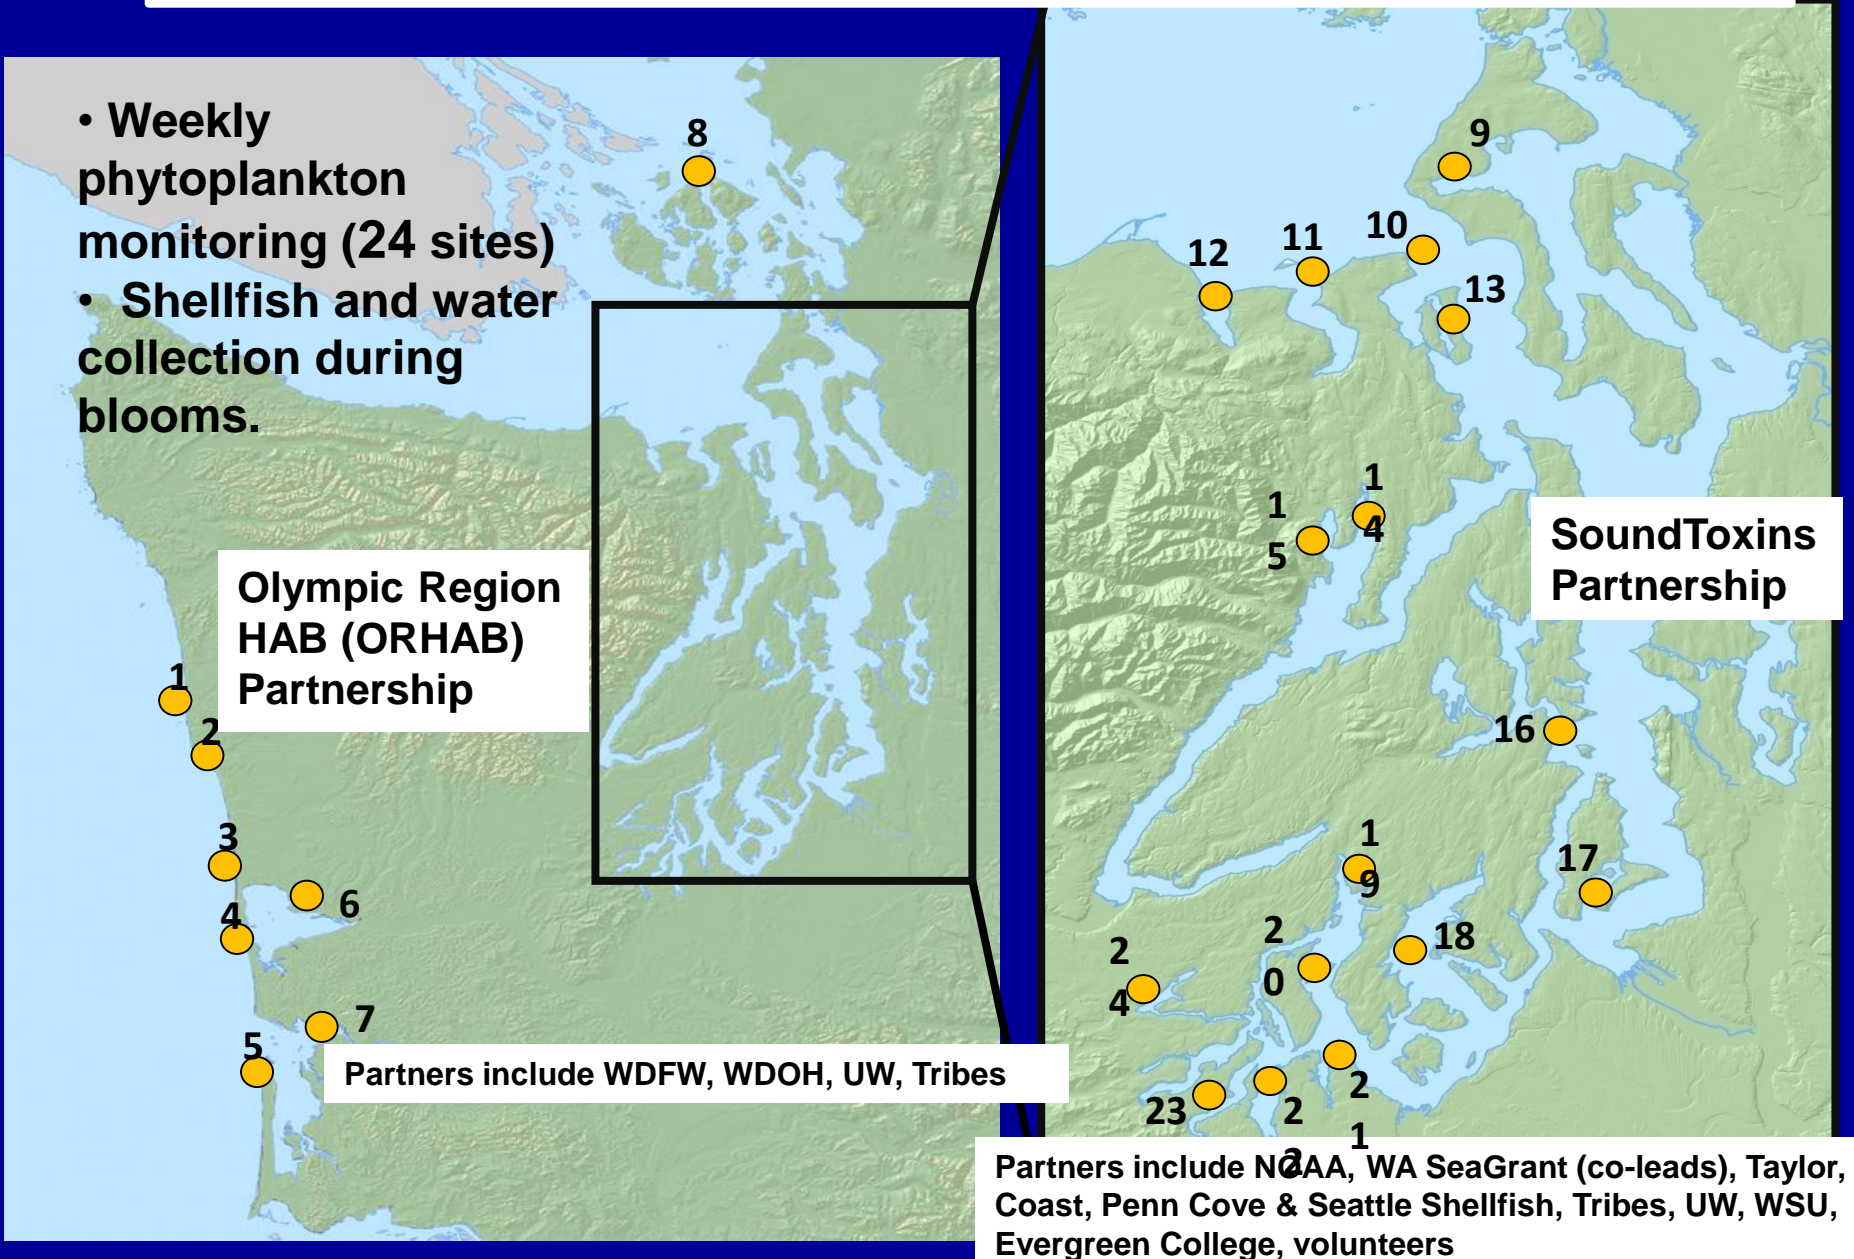 • Weekly
phytoplankton
monitoring (24 sites)
• Shellfish and water
collection during
blooms.
8
Olympic Region
HAB (ORHAB)
Partnership
1
2
3
4
6
7
5
Partners include WDFW, WDOH, UW, Tribes
9
10
11
12
13
1
4
1
5
SoundToxins
Partnership
16
1
9
17
18
2
0
2
4
23
2
2
2
1
Partners include NOAA, WA SeaGrant (co-leads), Taylor,
Coast, Penn Cove & Seattle Shellfish, Tribes, UW, WSU,
Evergreen College, volunteers